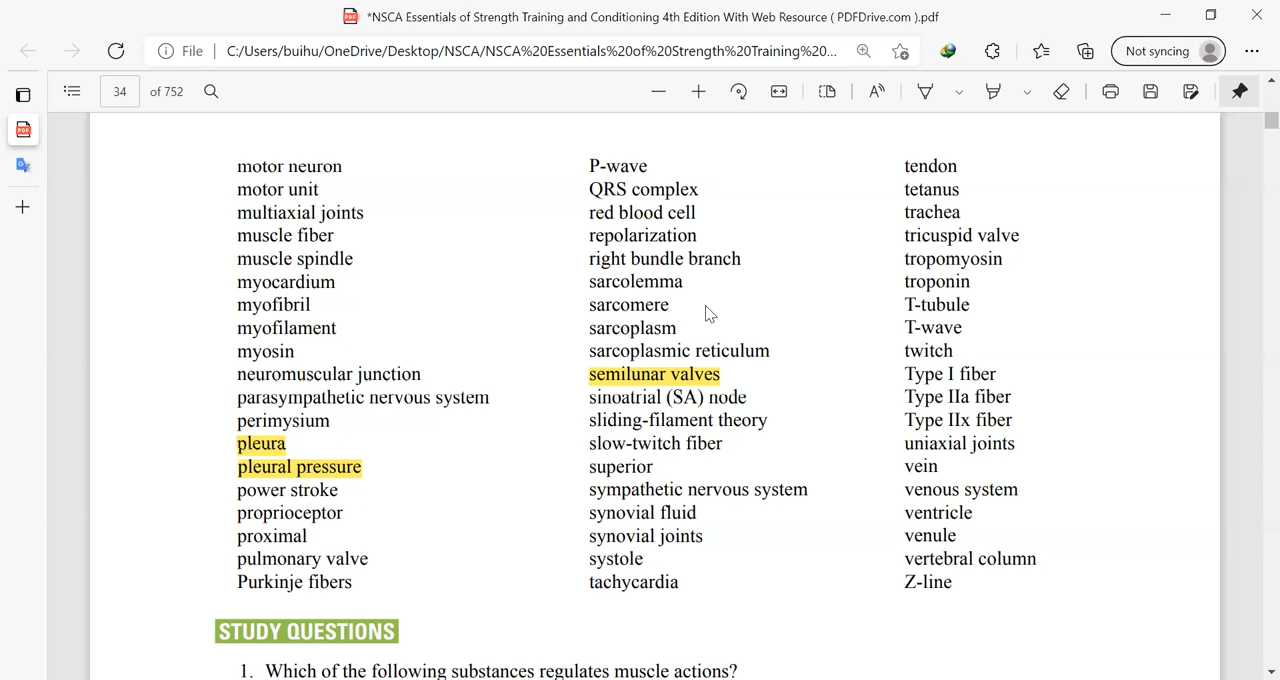 *NSCA Essentials of Strength Training and Conditioning 4th Edition With Web Resource ( PDFDrive.com ).pdf
File
C:/Users/buihu/OneDrive/Desktop/NSCA/NSCA%20Essentials%20of%20Strength%20Training%20...
Not syncing
34 of 752
motor neuron
motor unit
multiaxial joints
muscle fiber
muscle spindle
myocardium
myofibril
myofilament
myosin
neuromuscular junction
parasympathetic nervous system
perimysium
pleura
pleural pressure
power stroke
proprioceptor
proximal
pulmonary valve
Purkinje fibers
P-wave
QRS complex
red blood cell
repolarization
right bundle branch
sarcolemma
sarcomere
sarcoplasm
sarcoplasmic reticulum
semilunar valves
sinoatrial (SA) node
sliding-filament theory
slow-twitch fiber
superior
sympathetic nervous system
synovial fluid
synovial joints
systole
tachycardia
tendon
tetanus
trachea
tricuspid valve
tropomyosin
troponin
T-tubule
T-wave
twitch
Type I fiber
Type IIa fiber
Type IIx fiber
uniaxial joints
vein
venous system
ventricle
venule
vertebral column
Z-line
STUDY QUESTIONS
1. Which of the following substances regulates muscle actions?